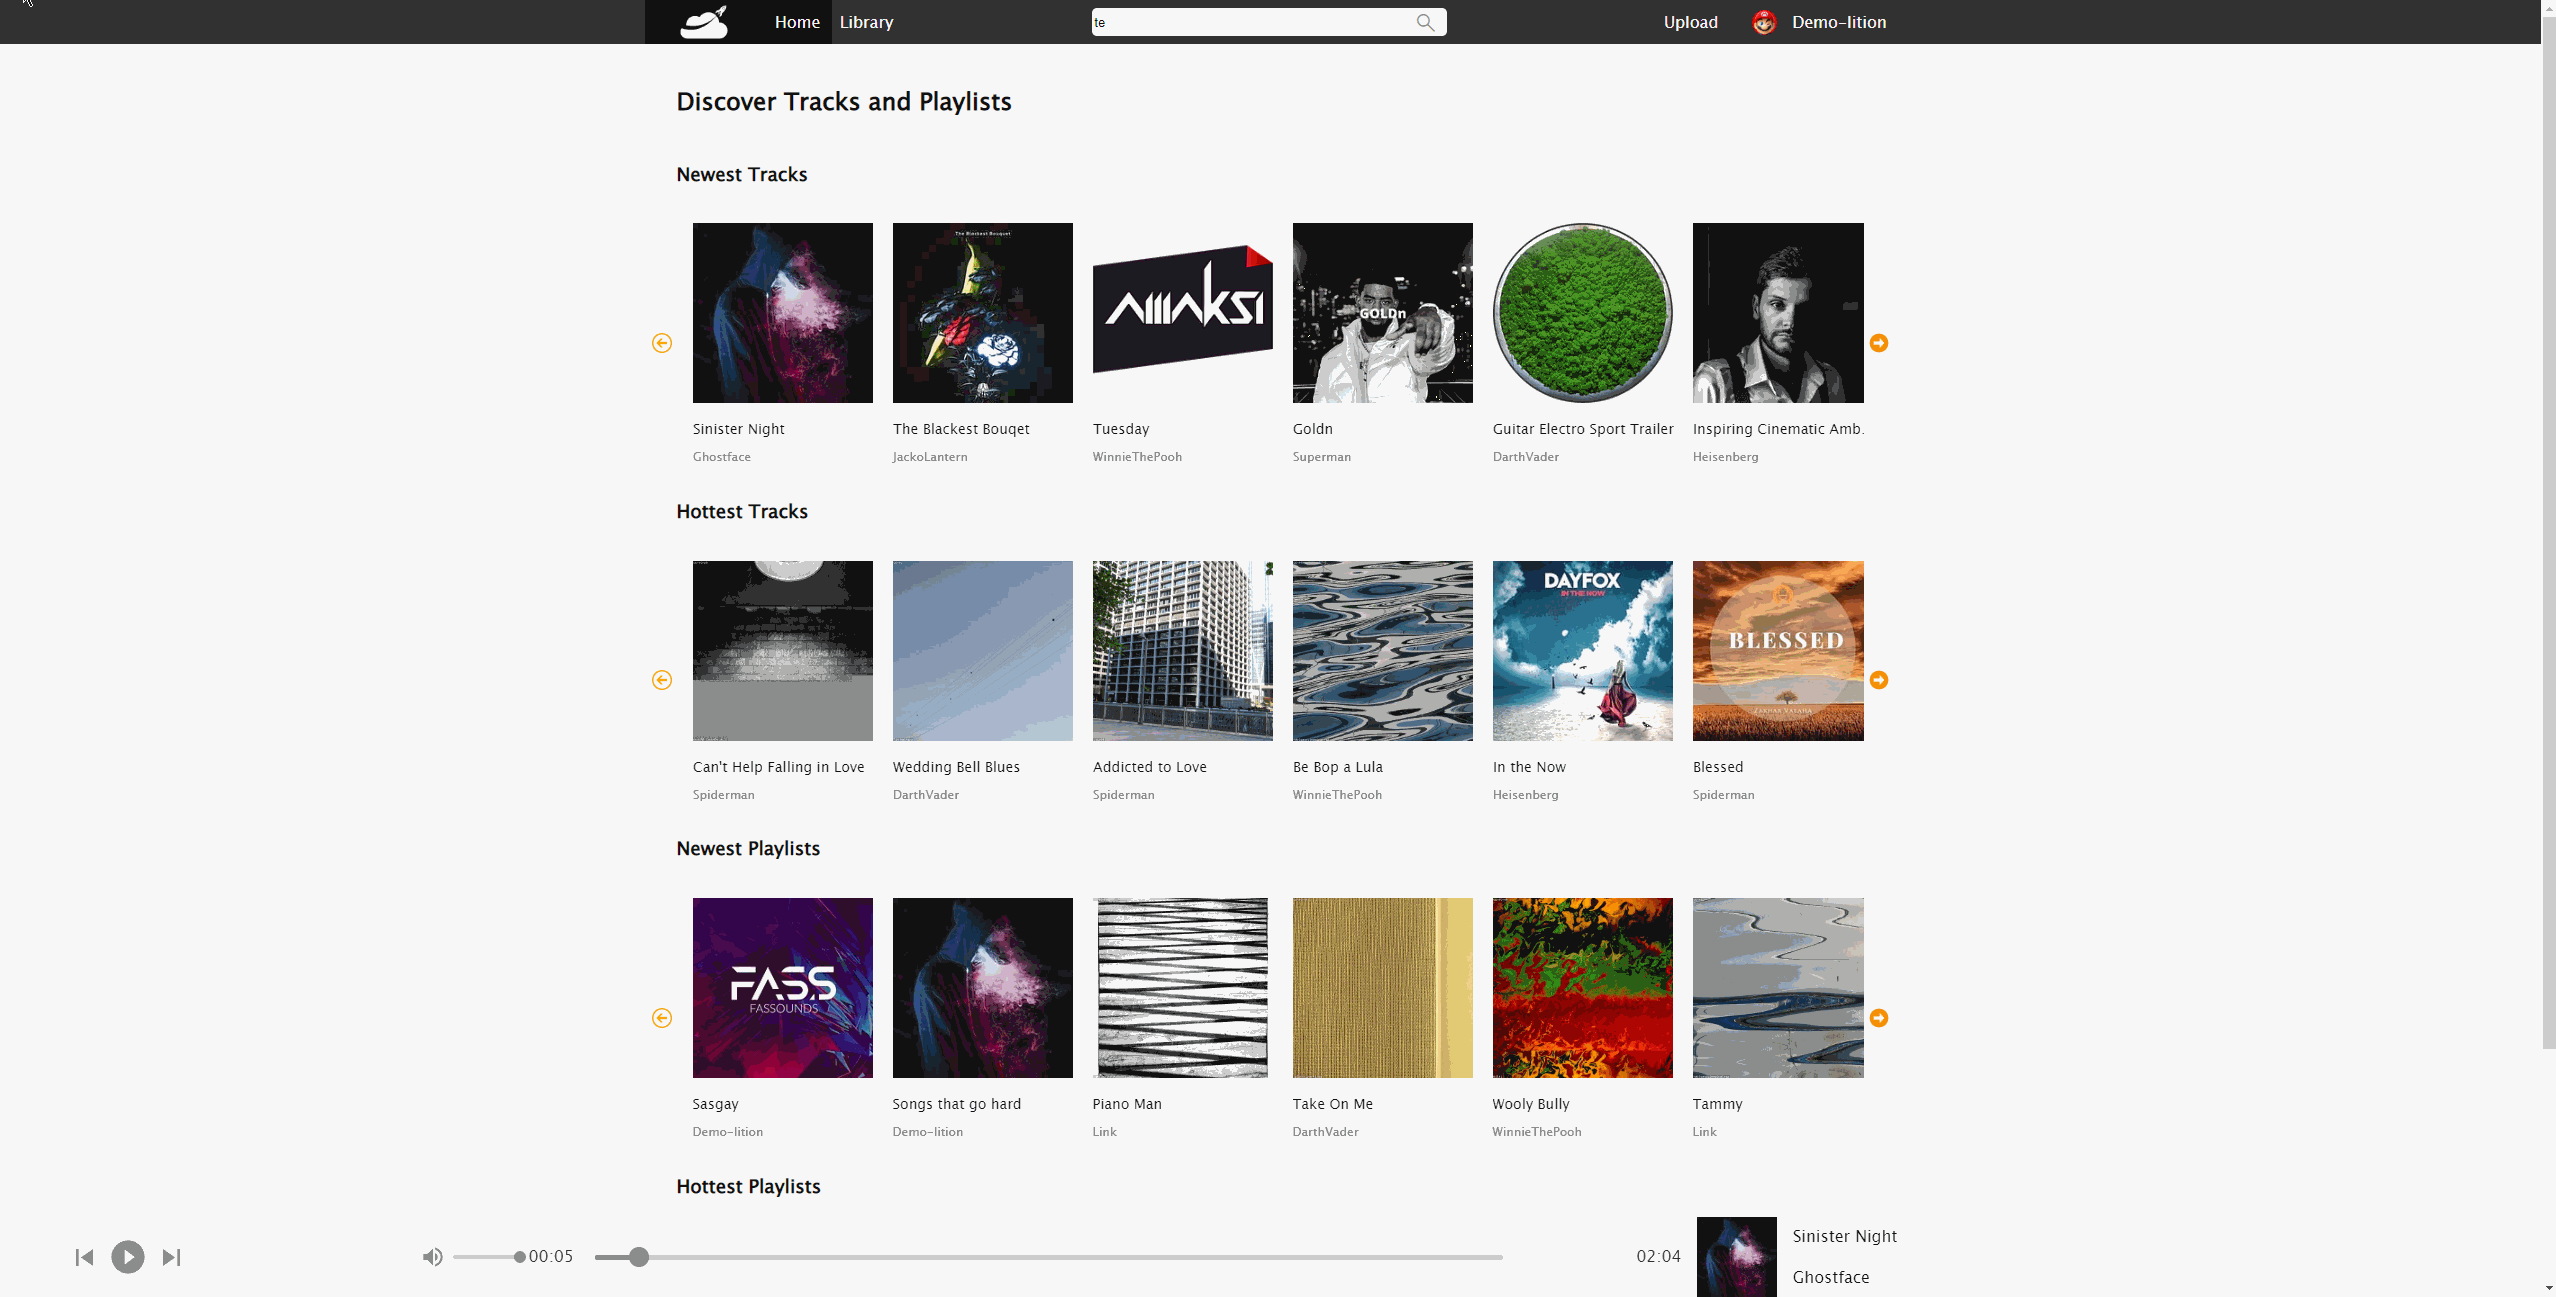 Home Library te Upload Demo-lition
Discover Tracks and Playlists
Newest Tracks
The Blackest Bouquet
GOLDn
Sinister Night The Blackest Bouqet Tuesday Goldn Guitar Electro Sport Trailer Inspiring Cinematic Amb.
Ghostface JackoLantern WinnieThePooh Superman DarthVader Heisenberg
Hottest Tracks
DAYFOX
IN THE NOW
BLESSED
ZAKHAR VALAHA
Can't Help Falling in Love Wedding Bell Blues Addicted to Love Be Bop a Lula In the Now Blessed
Spiderman DarthVader Spiderman WinnieThePooh Heisenberg Spiderman
Newest Playlists
FASS
FASSOUNDS
Sasgay Songs that go hard Piano Man Take On Me Wooly Bully Tammy
Demo-lition Demo-lition Link DarthVader WinnieThePooh Link
Hottest Playlists
00:05 02:04 Sinister Night
Ghostface